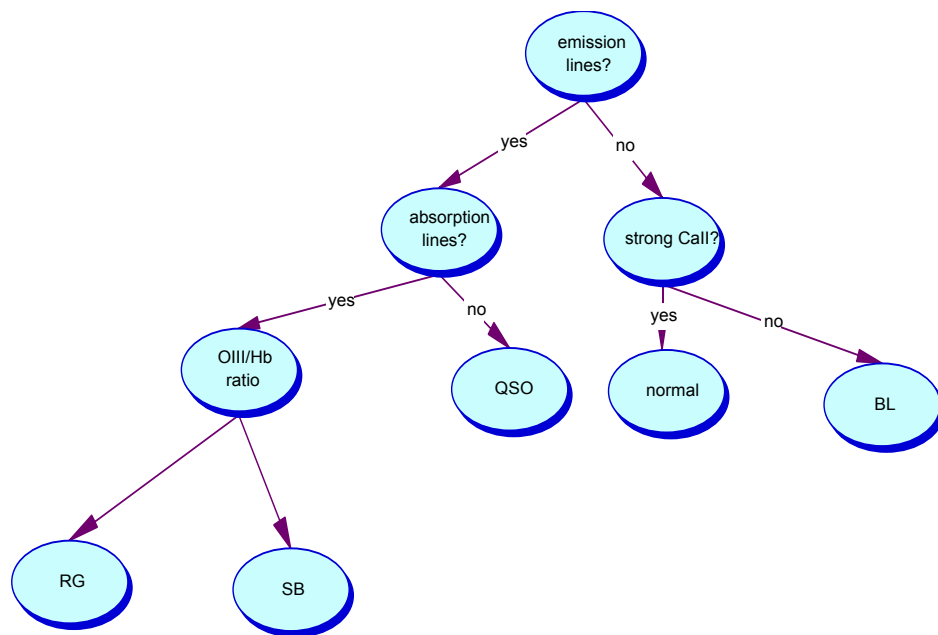 emission
lines?
yes
no
absorption
lines?
strong CaII?
yes
no
yes
no
OIII/Hb
ratio
QSO
normal
BL
RG
SB